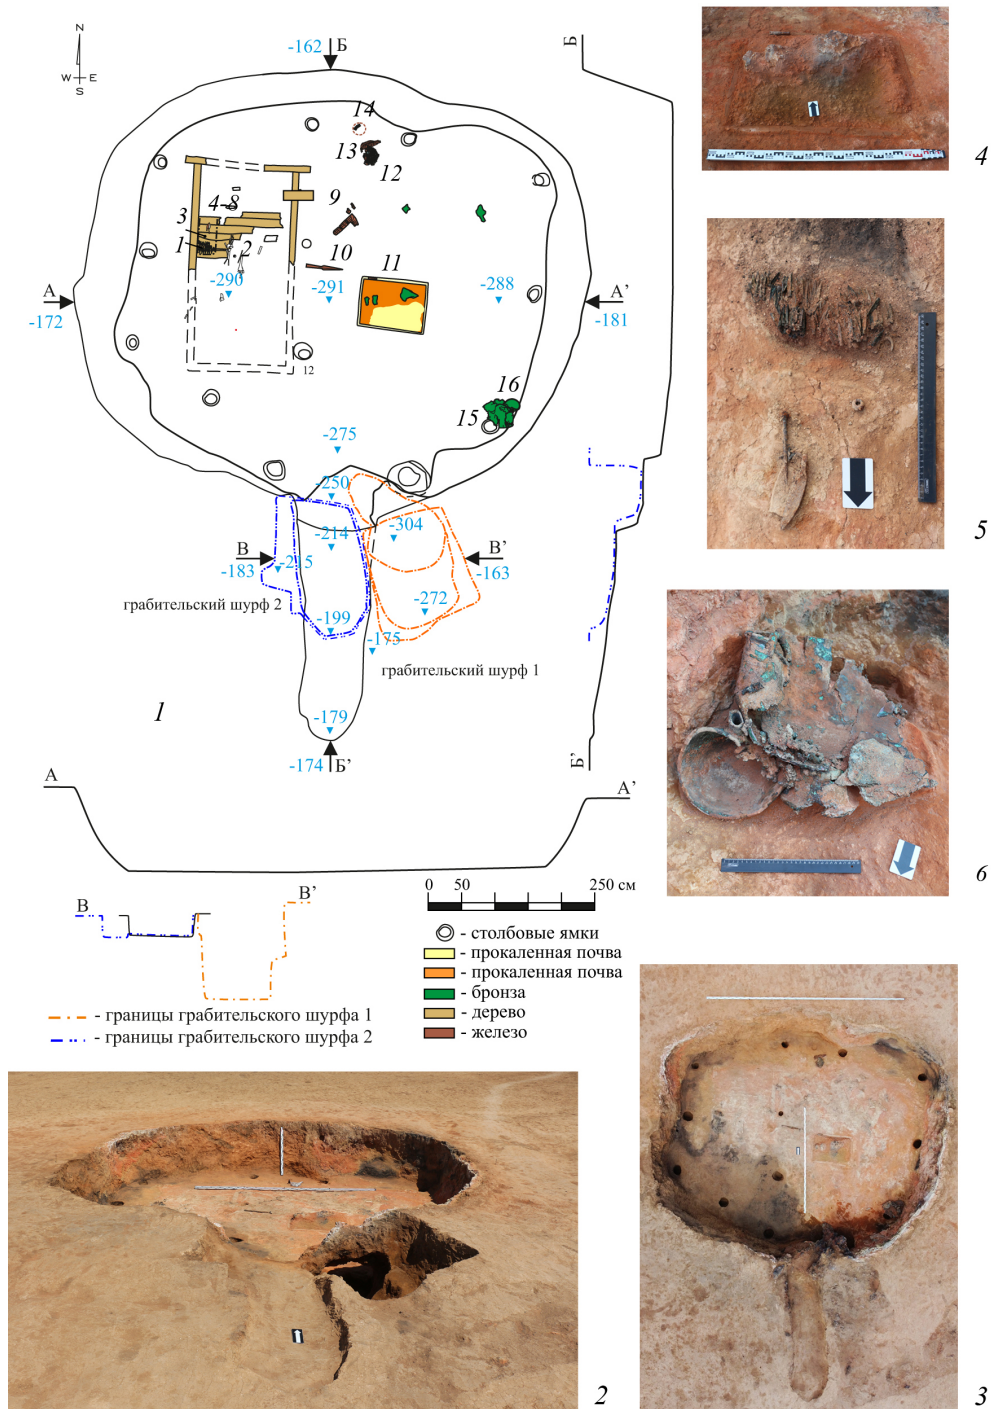 N
W
E
S
-162
Б
Б
14
13
12
4-8
9
3
1
2
10
11
-290
-291
-288
А
-172
А’
-181
12
16
15
-275
-250
-304
-214
В
-183
-215
В’
-163
грабительский шурф 2
-272
-199
-175
грабительский шурф 1
1
-179
-174
Б’
Б’
А
А’
4
5
6
0 50 250 см
В
В’
- столбовые ямки
- прокаленная почва
- прокаленная почва
- бронза
- дерево
- железо
- границы грабительского шурфа 1
- границы грабительского шурфа 2
2
3